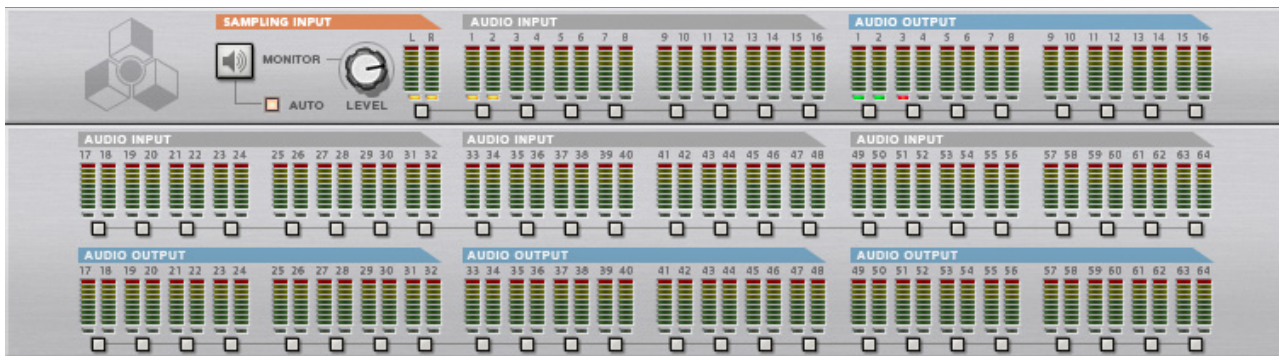 SAMPLING INPUT AUDIO INPUT AUDIO OUTPUT
L R 1 2 3 4 5 6 7 8 9 10 11 12 13 14 15 16 1 2 3 4 5 6 7 8 9 10 11 12 13 14 15 16
MONITOR
AUTO LEVEL
AUDIO INPUT AUDIO INPUT AUDIO INPUT
17 18 19 20 21 22 23 24 25 26 27 28 29 30 31 32 33 34 35 36 37 38 39 40 41 42 43 44 45 46 47 48 49 50 51 52 53 54 55 56 57 58 59 60 61 62 63 64
AUDIO OUTPUT AUDIO OUTPUT AUDIO OUTPUT
17 18 19 20 21 22 23 24 25 26 27 28 29 30 31 32 33 34 35 36 37 38 39 40 41 42 43 44 45 46 47 48 49 50 51 52 53 54 55 56 57 58 59 60 61 62 63 64